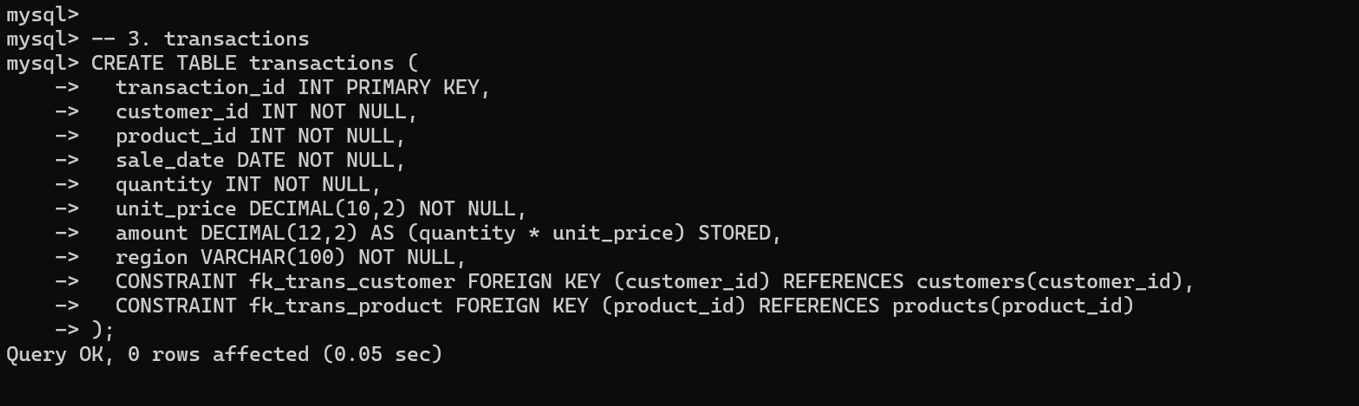 mysql>
mysql> -- 3. transactions
mysql> CREATE TABLE transactions (
    ->   transaction_id INT PRIMARY KEY,
    ->   customer_id INT NOT NULL,
    ->   product_id INT NOT NULL,
    ->   sale_date DATE NOT NULL,
    ->   quantity INT NOT NULL,
    ->   unit_price DECIMAL(10,2) NOT NULL,
    ->   amount DECIMAL(12,2) AS (quantity * unit_price) STORED,
    ->   region VARCHAR(100) NOT NULL,
    ->   CONSTRAINT fk_trans_customer FOREIGN KEY (customer_id) REFERENCES customers(customer_id),
    ->   CONSTRAINT fk_trans_product FOREIGN KEY (product_id) REFERENCES products(product_id)
    -> );
Query OK, 0 rows affected (0.05 sec)